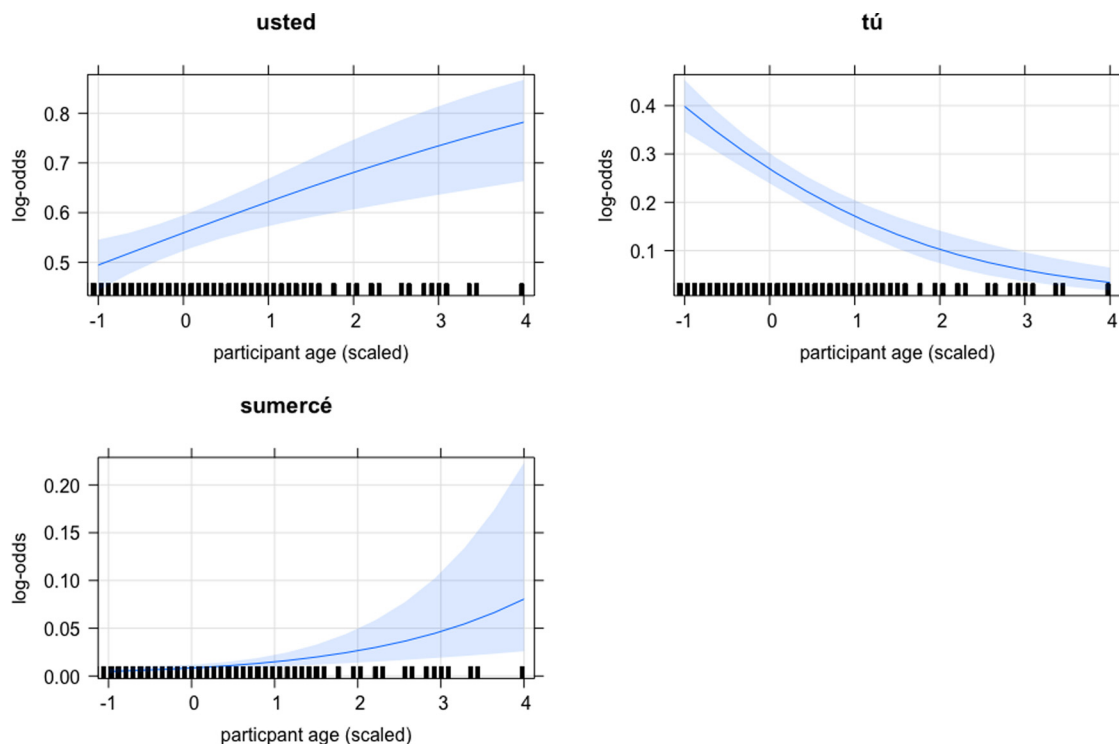 usted
0.8
0.7
0.6
0.5
log-odds
-1 0 1 2 3 4
participant age (scaled)
tú
0.4
0.3
0.2
0.1
log-odds
-1 0 1 2 3 4
participant age (scaled)
sumercé
0.20
0.15
0.10
0.05
0.00
log-odds
-1 0 1 2 3 4
particpant age (scaled)